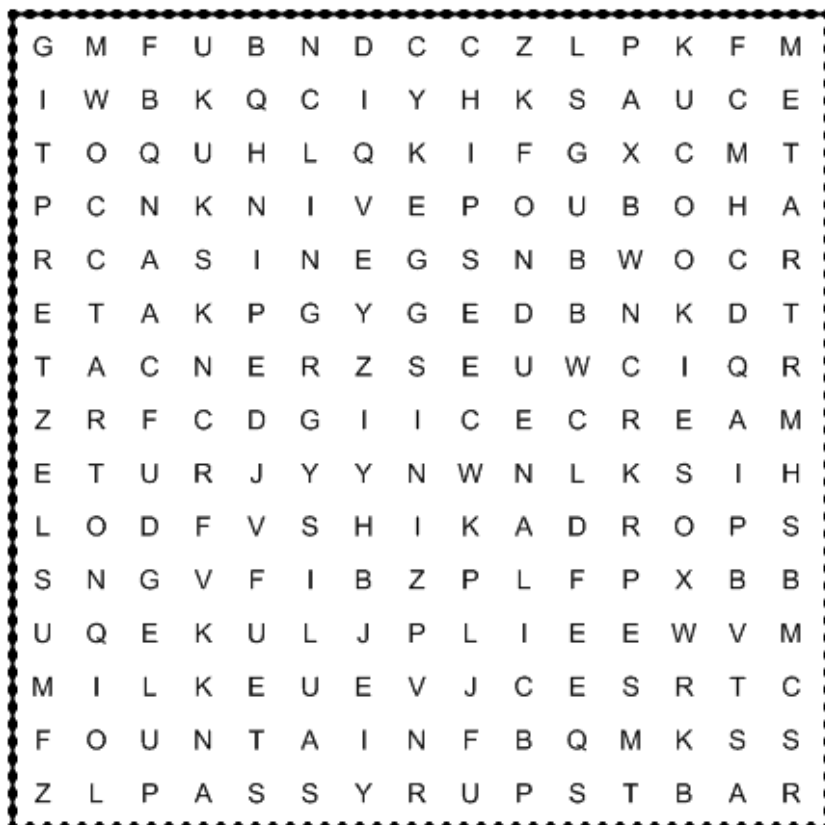 G M F U B N D C C Z L P K F M
I W B K Q C I Y H K S A U C E
T O Q U H L Q K I F G X C M T
P C N K N I V E P O U B O H A
R C A S I N E G S N B W O C R
E T A K P G Y G E D B N K D T
T A C N E R Z S E U W C I Q R
Z R F C D G I I C E C R E A M
E T U R J Y Y N W N L K S I H
L O D F V S H I K A D R O P S
S N G V F I B Z P L F P X B B
U Q E K U L J P L I E E W V M
M I L K E U E V J C E S R T C
F O U N T A I N F B Q M K S S
Z L P A S S Y R U P S T B A R